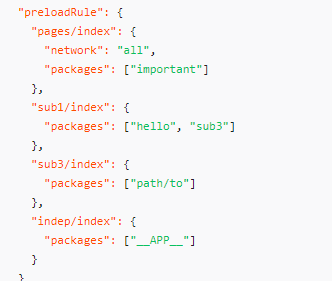 "preloadRule": {
"pages/index": {
"network": "all",
"packages": ["important"]
},
"sub1/index": {
"packages": ["hello", "sub3"]
},
"sub3/index": {
"packages": ["path/to"]
},
"indep/index": {
"packages": ["__APP__"]
}
}